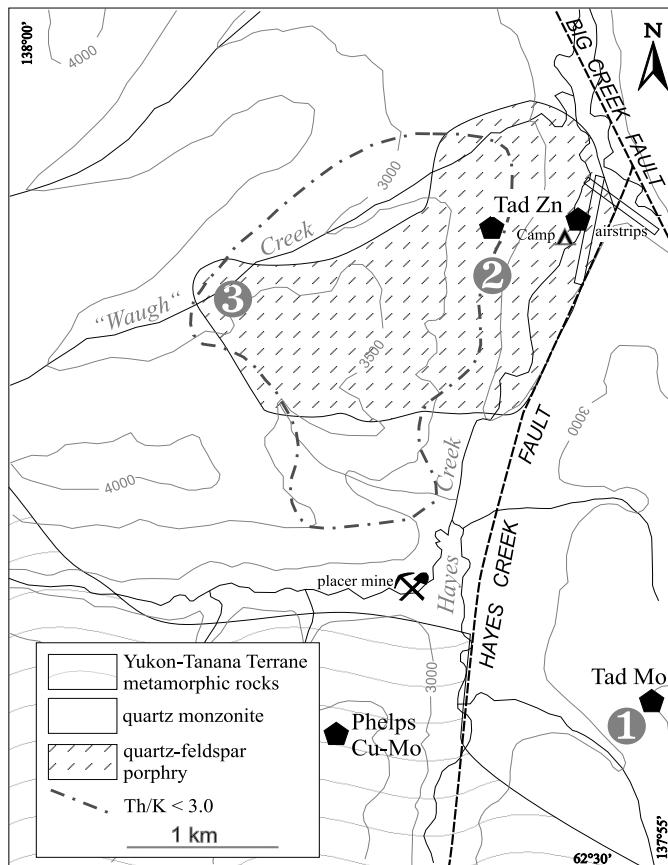 138°00'
4000
N
BIG CREEK FAULT
3000
Tad Zn
Camp
airstrips
"Waugh"
Creek
2
3
3500
3000
FAULT
4000
Creek
placer mine
Hayes
HAYES CREEK
3000
Tad Mo
1
Phelps
Cu-Mo
Yukon-Tanana Terrane
metamorphic rocks
quartz monzonite
quartz-feldspar
porphry
Th/K < 3.0
1 km
62°30'
137°55'